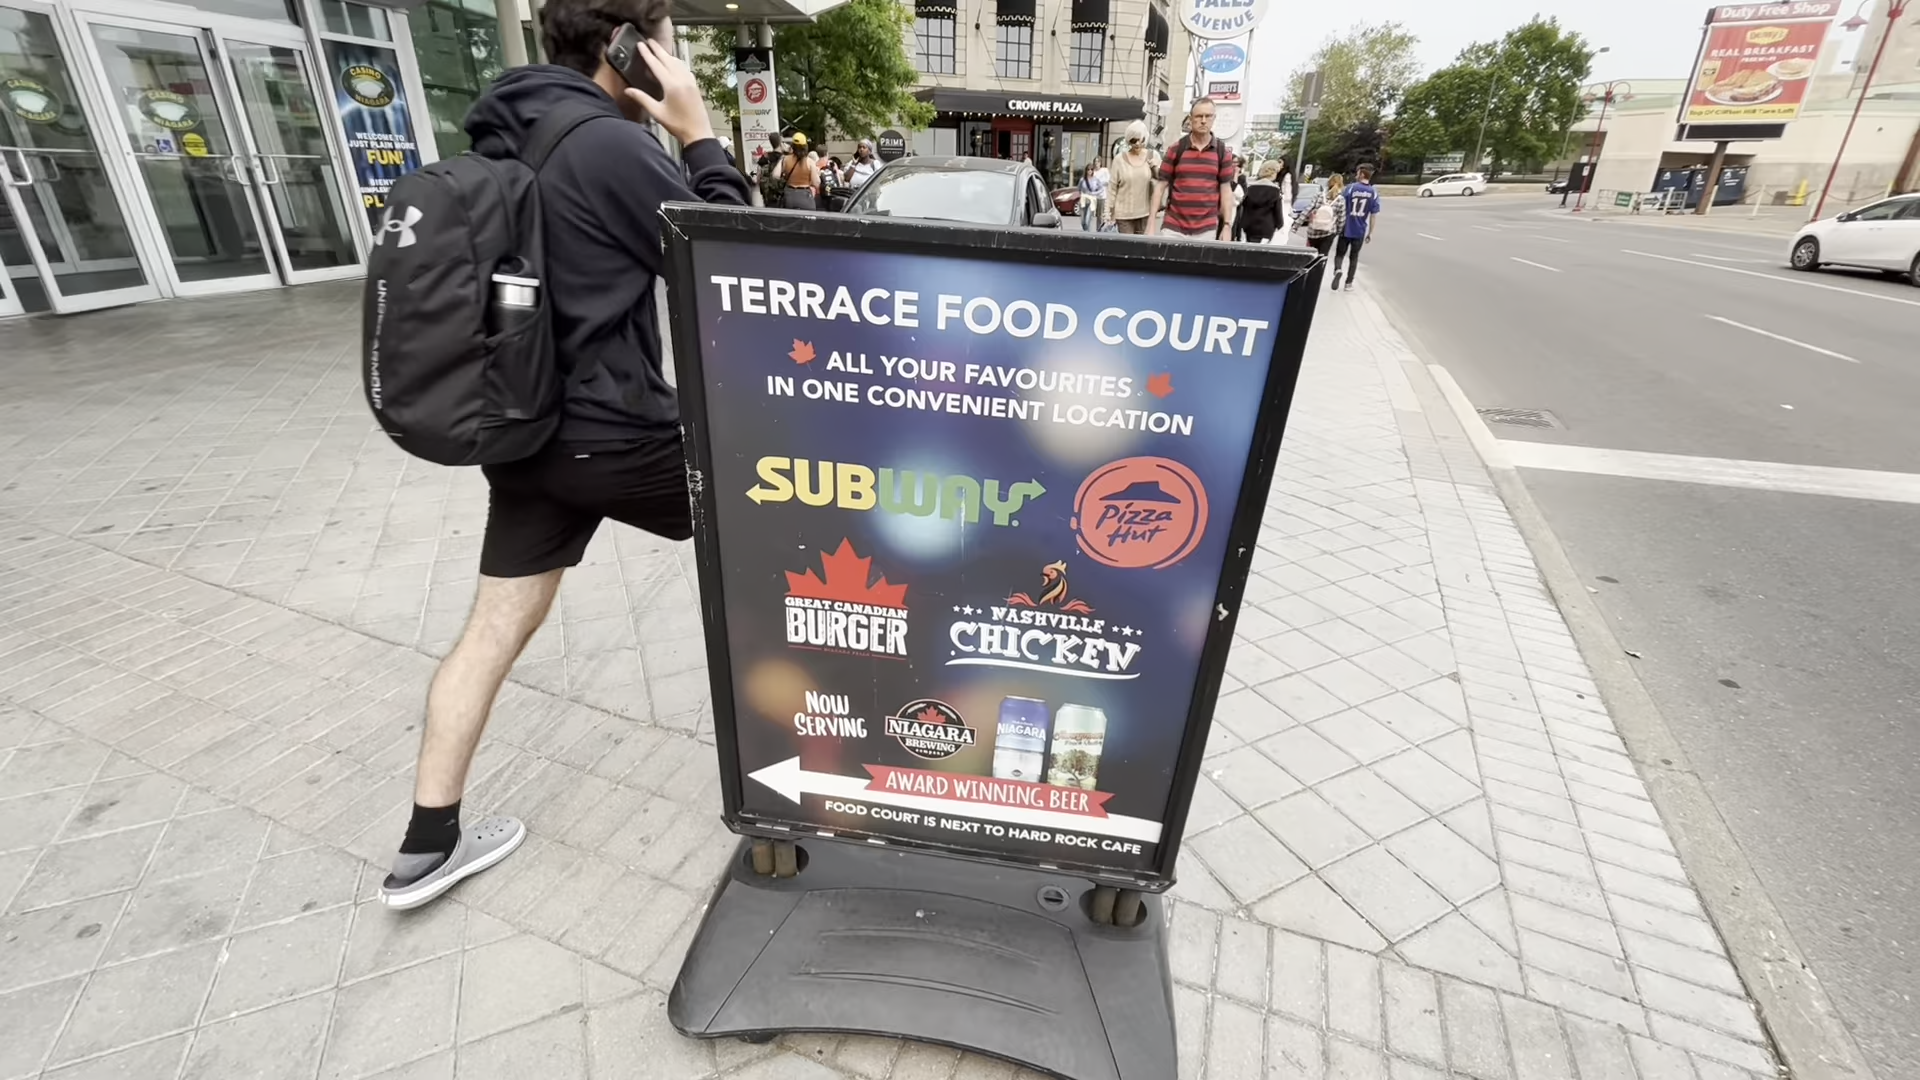 TERRACE FOOD COURT
ALL YOUR FAVOURITES
IN ONE CONVENIENT LOCATION
SUBWAY
Pizza
Hut
GREAT CANADIAN
BURGER
NASHVILLE
CHICKEN
NOW
SERVING
NIAGARA
BREWING
COMPANY
NIAGARA
AWARD WINNING BEER
FOOD COURT IS NEXT TO HARD ROCK CAFE
UNDER ARMOUR
CASINO
NIAGARA
WELCOME TO
JUST PLAIN MORE
FUN!
SUBWAY
PRIME
CROWNE PLAZA
FALLS
AVENUE
HERSHEY'S
11
Duty Free Shop
REAL BREAKFAST